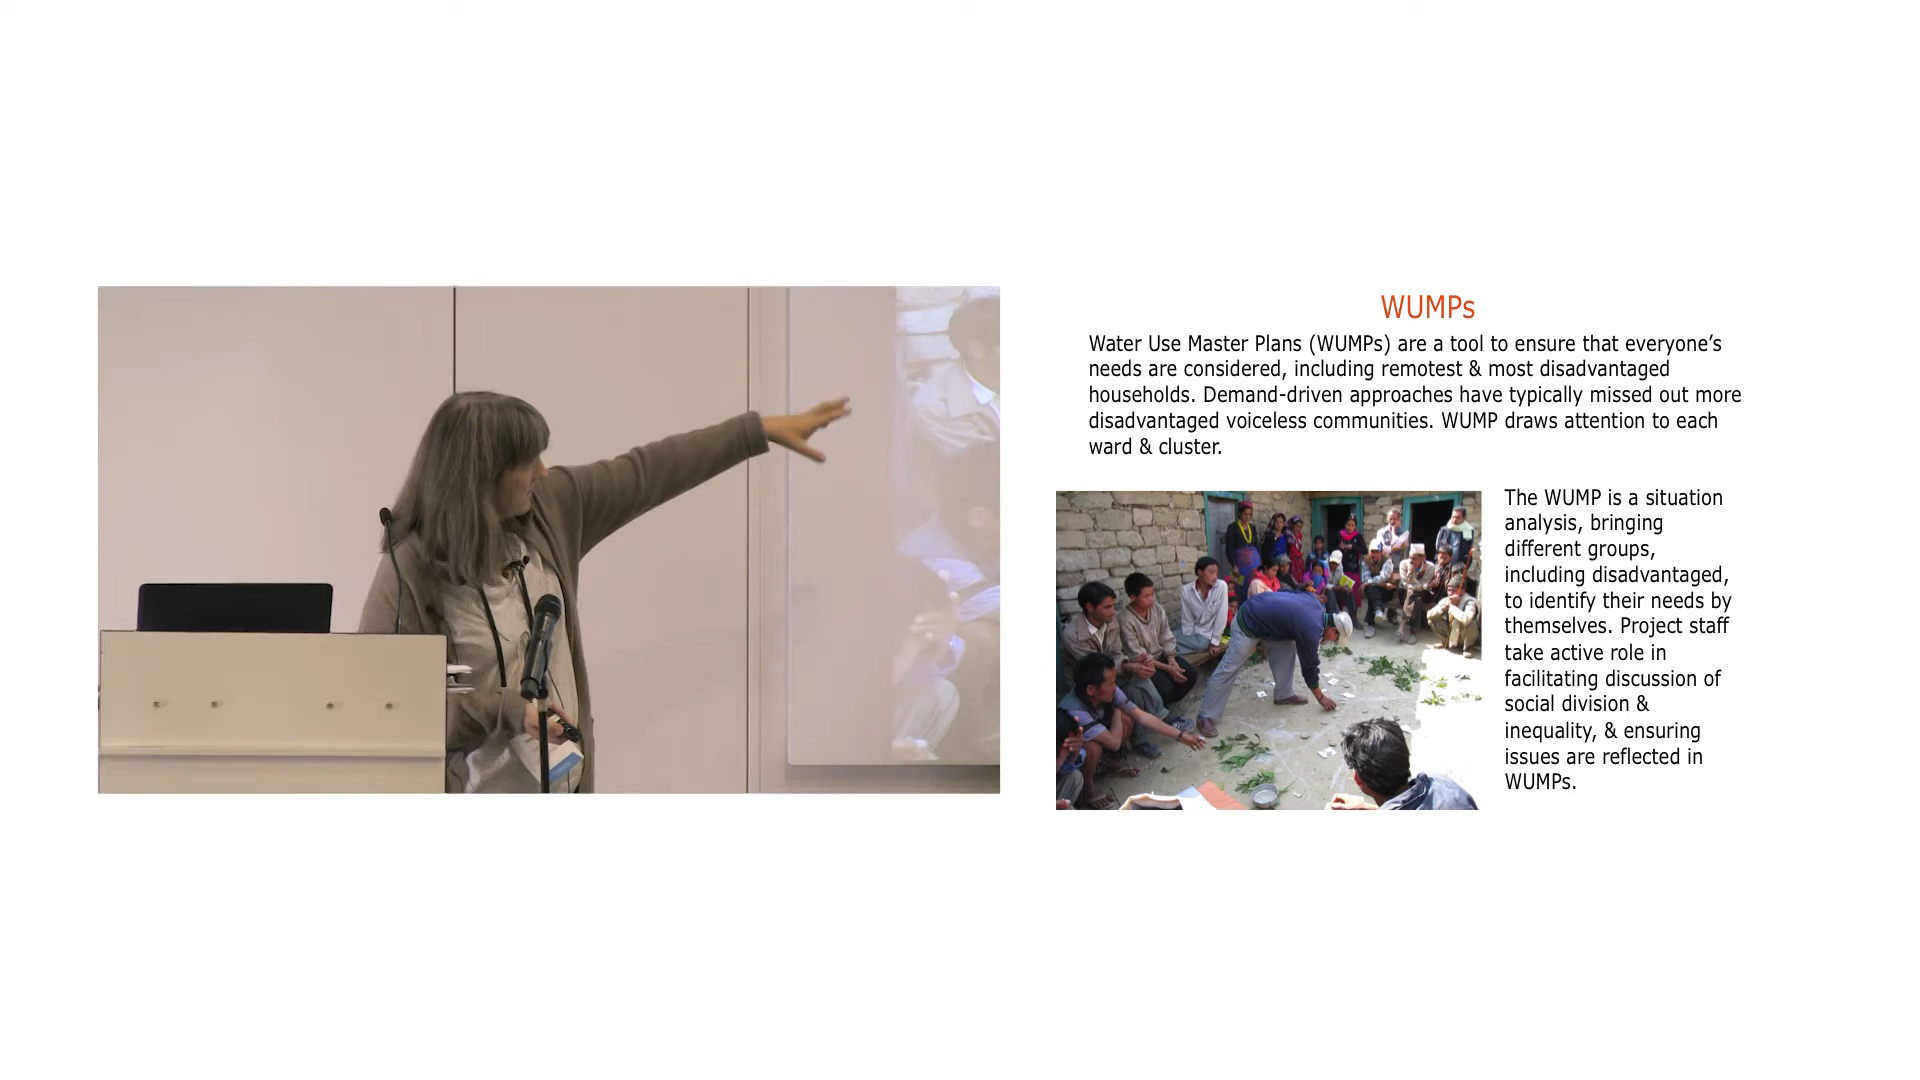 WUMPs
Water Use Master Plans (WUMPs) are a tool to ensure that everyone’s
needs are considered, including remotest & most disadvantaged
households. Demand-driven approaches have typically missed out more
disadvantaged voiceless communities. WUMP draws attention to each
ward & cluster.
The WUMP is a situation
analysis, bringing
different groups,
including disadvantaged,
to identify their needs by
themselves. Project staff
take active role in
facilitating discussion of
social division &
inequality, & ensuring
issues are reflected in
WUMPs.